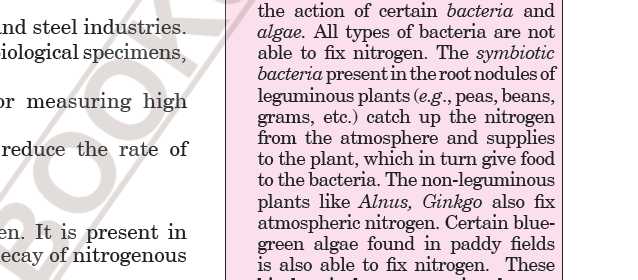 and steel industries.
biological specimens,
or measuring high
reduce the rate of
en. It is present in
decay of nitrogenous
the action of certain bacteria and
algae. All types of bacteria are not
able to fix nitrogen. The symbiotic
bacteria present in the root nodules of
leguminous plants (e.g., peas, beans,
grams, etc.) catch up the nitrogen
from the atmosphere and supplies
to the plant, which in turn give food
to the bacteria. The non-leguminous
plants like Alnus, Ginkgo also fix
atmospheric nitrogen. Certain blue-
green algae found in paddy fields
is also able to fix nitrogen. These
BOOK